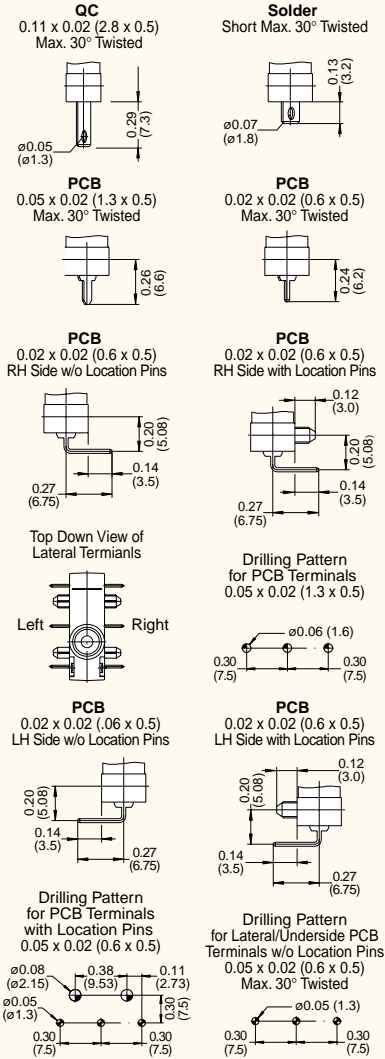 QC
0.11 x 0.02 (2.8 x 0.5)
Max. 30° Twisted
0.29
(7.3)
ø0.05
(ø1.3)
Solder
Short Max. 30° Twisted
0.13
(3.2)
ø0.07
(ø1.8)
PCB
0.05 x 0.02 (1.3 x 0.5)
Max. 30° Twisted
0.26
(6.6)
PCB
0.02 x 0.02 (0.6 x 0.5)
Max. 30° Twisted
0.24
(6.2)
PCB
0.02 x 0.02 (0.6 x 0.5)
RH Side w/o Location Pins
0.20
(5.08)
0.14
(3.5)
0.27
(6.75)
PCB
0.02 x 0.02 (0.6 x 0.5)
RH Side with Location Pins
0.12
(3.0)
0.20
(5.08)
0.14
(3.5)
0.27
(6.75)
Top Down View of
Lateral Termianls
Left
Right
Drilling Pattern
for PCB Terminals
0.05 x 0.02 (1.3 x 0.5)
ø0.06 (1.6)
0.30
(7.5)
0.30
(7.5)
PCB
0.02 x 0.02 (.06 x 0.5)
LH Side w/o Location Pins
0.20
(5.08)
0.14
(3.5)
0.27
(6.75)
PCB
0.02 x 0.02 (0.6 x 0.5)
LH Side with Location Pins
0.12
(3.0)
0.20
(5.08)
0.14
(3.5)
0.27
(6.75)
Drilling Pattern
for PCB Terminals
with Location Pins
0.05 x 0.02 (0.6 x 0.5)
ø0.08
(ø2.15)
0.38
(9.53)
0.11
(2.73)
ø0.05
(ø1.3)
0.30
(7.5)
0.30
(7.5)
0.30
(7.5)
Drilling Pattern
for Lateral/Underside PCB
Terminals w/o Location Pins
0.05 x 0.02 (0.6 x 0.5)
Max. 30° Twisted
ø0.05 (1.3)
0.30
(7.5)
0.30
(7.5)